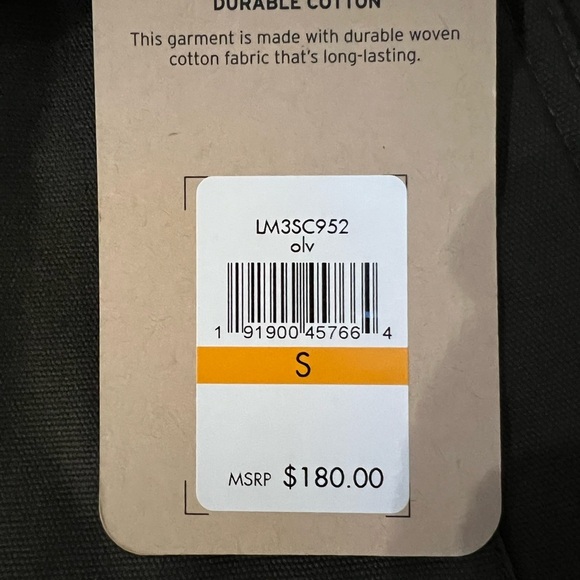 DURABLE COTTON
This garment is made with durable woven
cotton fabric that's long-lasting.
LM3SC952
olv
1 91900 45766 4
S
MSRP $180.00